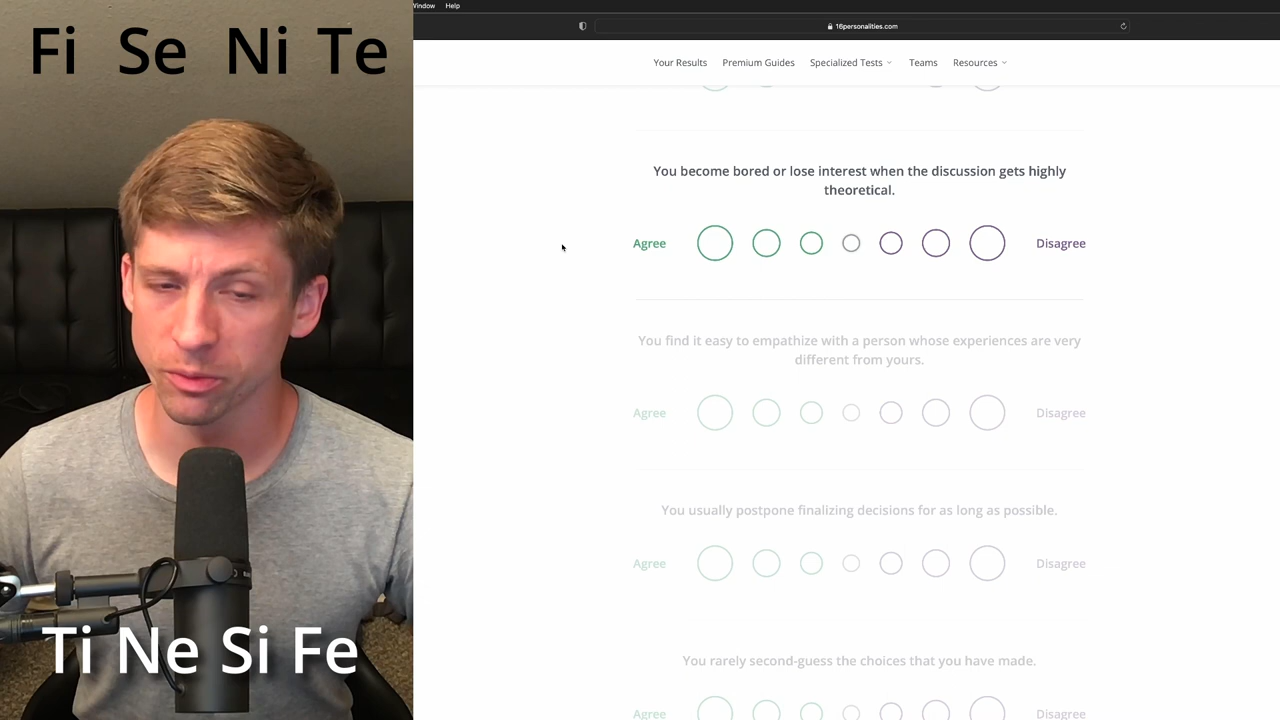 Fi Se Ni Te
Window Help
16personalities.com
Your Results Premium Guides Specialized Tests Teams Resources
You become bored or lose interest when the discussion gets highly
theoretical.
Agree Disagree
You find it easy to empathize with a person whose experiences are very
different from yours.
Agree Disagree
You usually postpone finalizing decisions for as long as possible.
Agree Disagree
You rarely second-guess the choices that you have made.
Agree Disagree
Ti Ne Si Fe